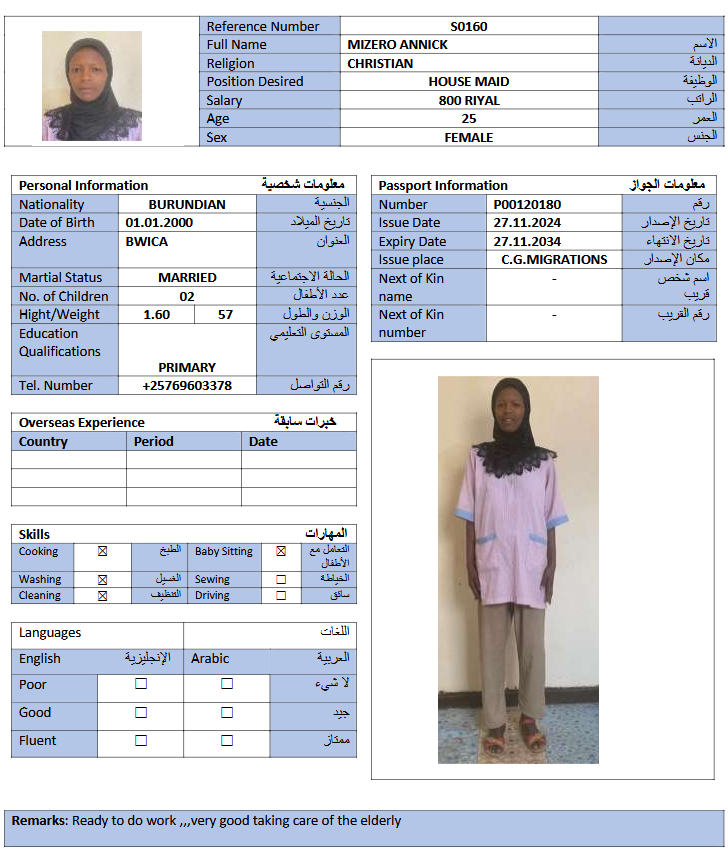 Reference Number S0160
Full Name MIZERO ANNICK الاسم
Religion CHRISTIAN الديانة
Position Desired HOUSE MAID الوظيفة
Salary 800 RIYAL الراتب
Age 25 العمر
Sex FEMALE الجنس
Personal Information معلومات شخصية
Nationality BURUNDIAN الجنسية
Date of Birth 01.01.2000 تاريخ الميلاد
Address BWICA العنوان
Martial Status MARRIED الحالة الاجتماعية
No. of Children 02 عدد الأطفال
Hight/Weight 1.60 57 الوزن والطول
Education المستوى التعليمي
Qualifications
PRIMARY
Tel. Number +25769603378 رقم التواصل
Passport Information معلومات الجواز
Number P00120180 رقم
Issue Date 27.11.2024 تاريخ الإصدار
Expiry Date 27.11.2034 تاريخ الانتهاء
Issue place C.G.MIGRATIONS مكان الإصدار
Next of Kin - اسم شخص
name قريب
Next of Kin - رقم القريب
number
Overseas Experience خبرات سابقة
Country Period Date
Skills المهارات
Cooking ☒ الطبخ Baby Sitting ☒ التعامل مع
الأطفال
Washing ☒ الغسيل Sewing ☐ الخياطة
Cleaning ☒ التنظيف Driving ☐ سائق
Languages اللغات
English الإنجليزية Arabic العربية
Poor ☐ ☐ لا شيء
Good ☐ ☐ جيد
Fluent ☐ ☐ ممتاز
Remarks: Ready to do work ,,,very good taking care of the elderly